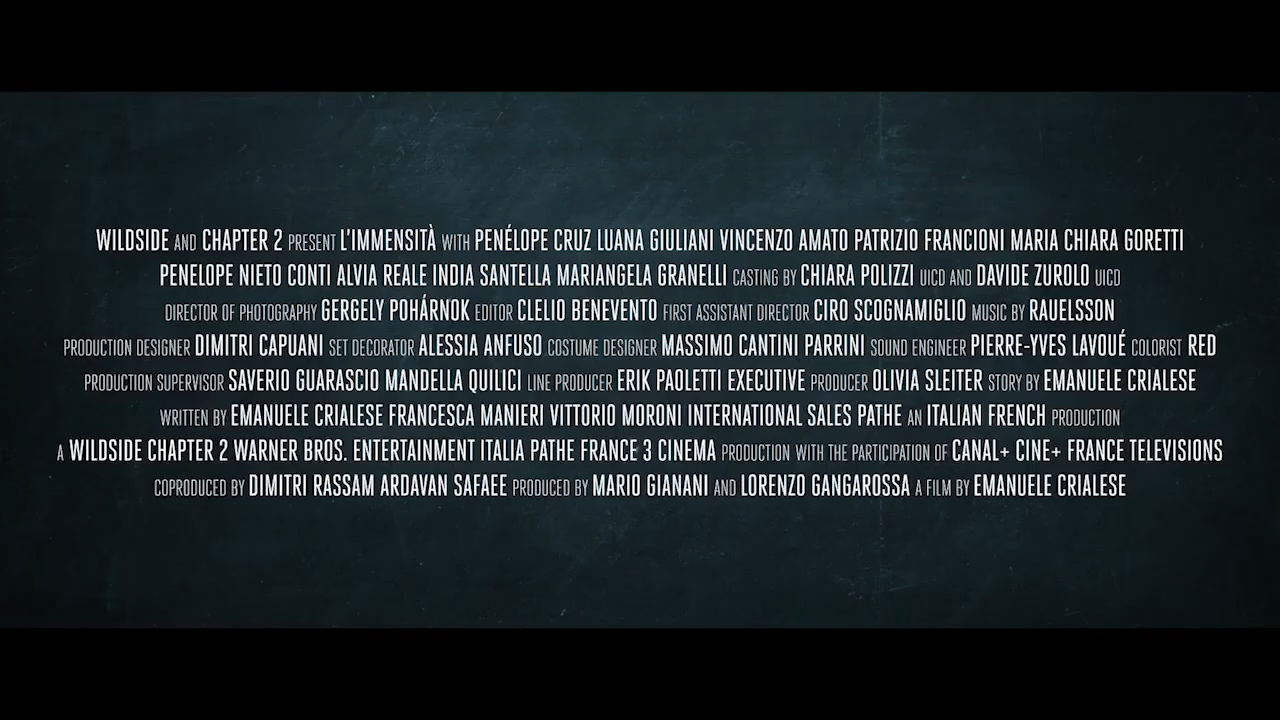 WILDSIDE AND CHAPTER 2 PRESENT L'IMMENSITÀ WITH PENÉLOPE CRUZ LUANA GIULIANI VINCENZO AMATO PATRIZIO FRANCIONI MARIA CHIARA GORETTI
PENELOPE NIETO CONTI ALVIA REALE INDIA SANTELLA MARIANGELA GRANELLI CASTING BY CHIARA POLIZZI UICD AND DAVIDE ZUROLO UICD
DIRECTOR OF PHOTOGRAPHY GERGELY POHÁRNOK EDITOR CLELIO BENEVENTO FIRST ASSISTANT DIRECTOR CIRO SCOGNAMIGLIO MUSIC BY RAUELSSON
PRODUCTION DESIGNER DIMITRI CAPUANI SET DECORATOR ALESSIA ANFUSO COSTUME DESIGNER MASSIMO CANTINI PARRINI SOUND ENGINEER PIERRE-YVES LAVOUÉ COLORIST RED
PRODUCTION SUPERVISOR SAVERIO GUARASCIO MANDELLA QUILICI LINE PRODUCER ERIK PAOLETTI EXECUTIVE PRODUCER OLIVIA SLEITER STORY BY EMANUELE CRIALESE
WRITTEN BY EMANUELE CRIALESE FRANCESCA MANIERI VITTORIO MORONI INTERNATIONAL SALES PATHE AN ITALIAN FRENCH PRODUCTION
A WILDSIDE CHAPTER 2 WARNER BROS. ENTERTAINMENT ITALIA PATHE FRANCE 3 CINEMA PRODUCTION WITH THE PARTICIPATION OF CANAL+ CINE+ FRANCE TELEVISIONS
COPRODUCED BY DIMITRI RASSAM ARDAVAN SAFAEE PRODUCED BY MARIO GIANANI AND LORENZO GANGAROSSA A FILM BY EMANUELE CRIALESE